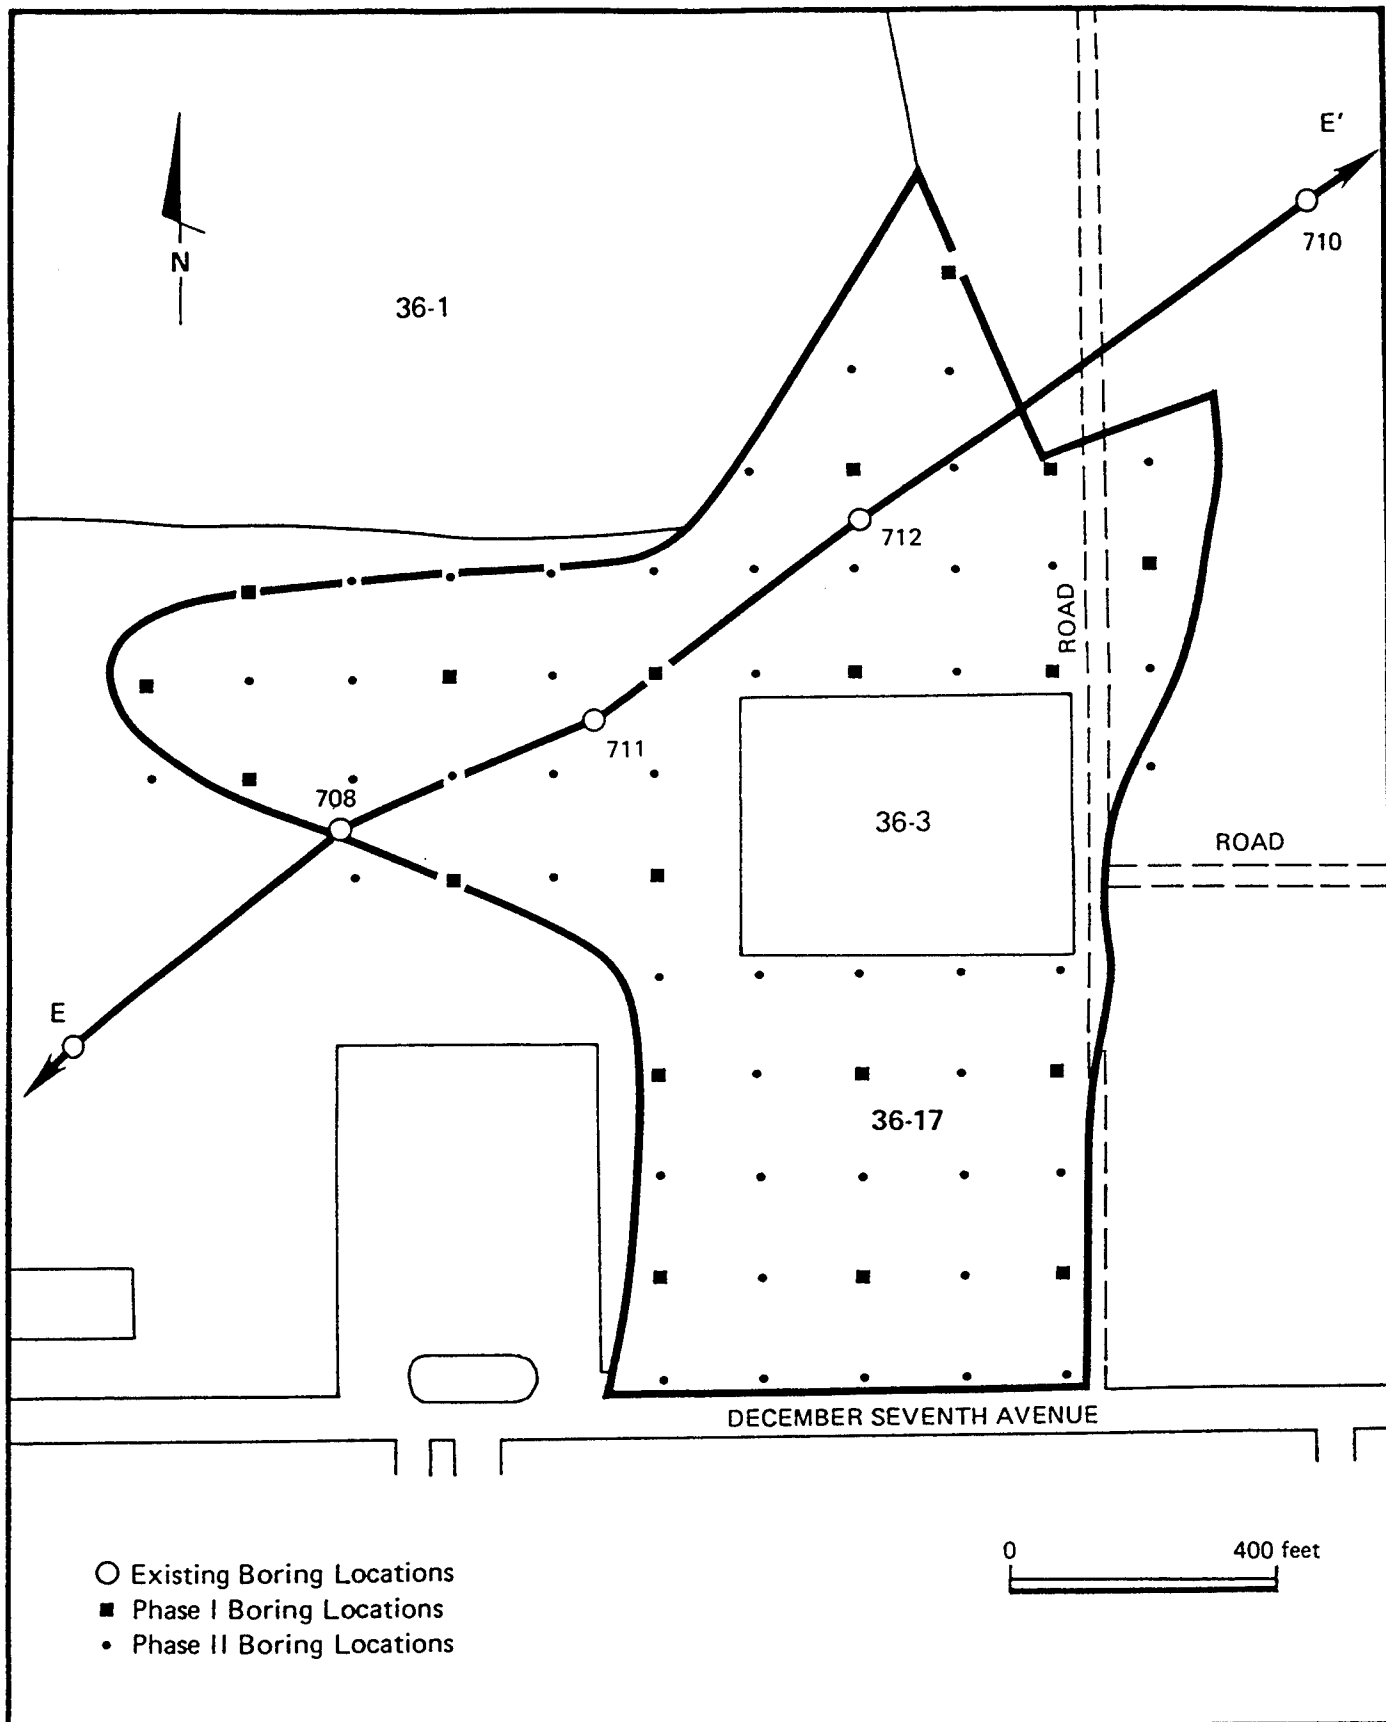 E'
710
N
36-1
712
ROAD
711
708
36-3
ROAD
E
36-17
DECEMBER SEVENTH AVENUE
0 400 feet
Existing Boring Locations
Phase I Boring Locations
Phase II Boring Locations